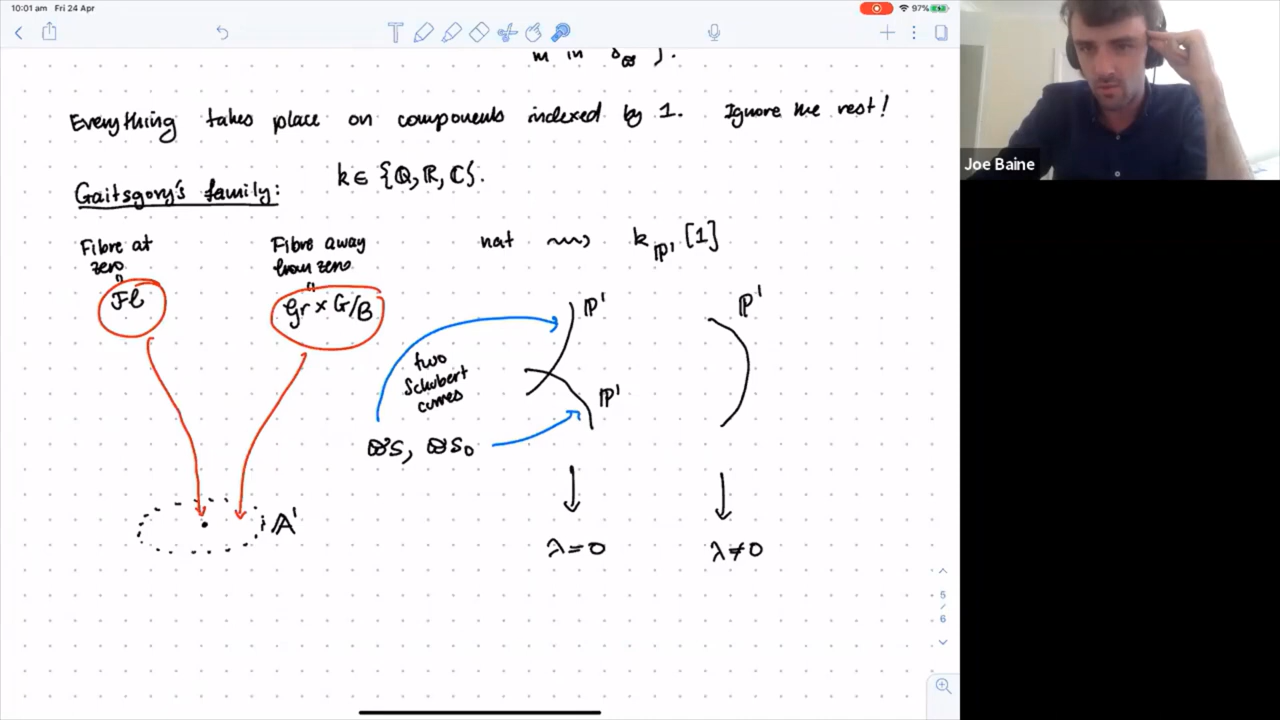 10:01 am Fri 24 Apr
97%
Everything takes place on components indexed by 1. Ignore the rest!
Gaitsgory's family: k ∈ {ℚ, ℝ, ℂ}.
Fibre at zero
Fl
Fibre away from zero
Gr × G/B
nat ⇝ k_ℙ¹ [1]
ℙ¹
ℙ¹
ℙ¹
two Schubert curves
𝔸¹
λ=0
λ≠0
5
/
6
Joe Baine